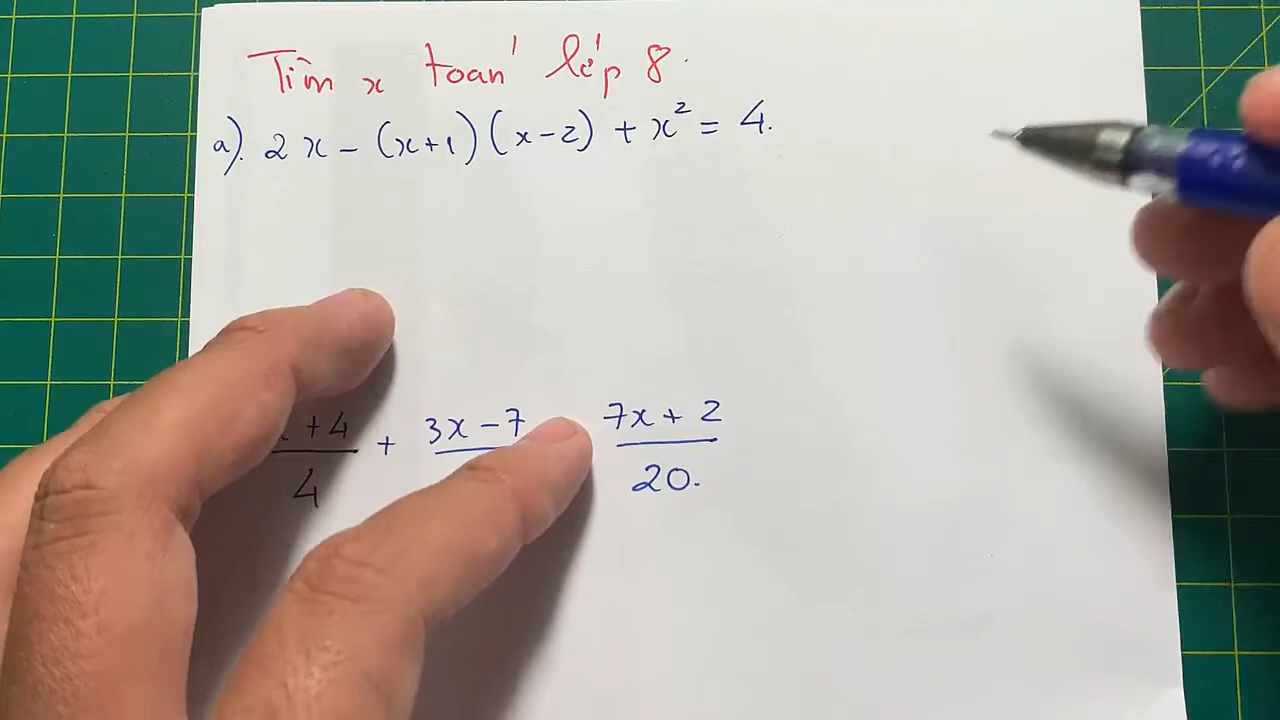 Tìm x toán lớp 8.
a). 2x - (x+1)(x-2) + x² = 4.
+4 + 3x-7 7x+2
4 20.